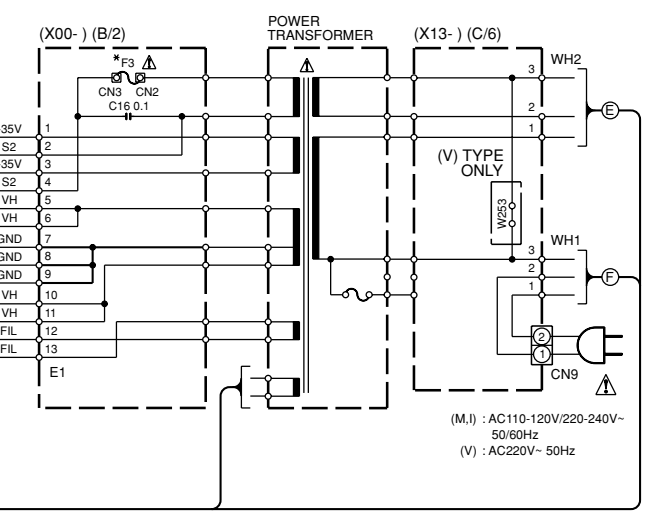 POWER
TRANSFORMER
(X00- ) (B/2)
(X13- ) (C/6)
*F3
CN3 CN2
C16 0.1
WH2
3
2
1
E
(V) TYPE
ONLY
W253
35V 1
S2 2
35V 3
S2 4
VH 5
VH 6
GND 7
GND 8
GND 9
VH 10
VH 11
FIL 12
FIL 13
E1
WH1
3
2
1
F
2
1
CN9
(M,I) : AC110-120V/220-240V~
50/60Hz
(V) : AC220V~ 50Hz